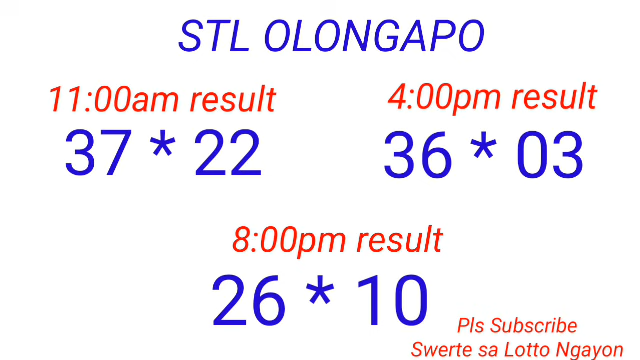 STL OLONGAPO
11:00am result
37 * 22
4:00pm result
36 * 03
8:00pm result
26 * 10
Pls Subscribe
Swerte sa Lotto Ngayon